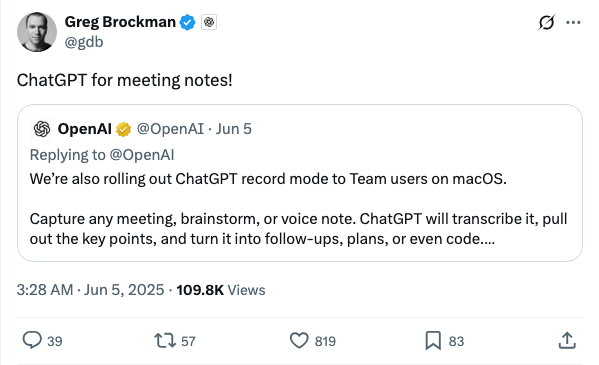 Greg Brockman
@gdb
ChatGPT for meeting notes!
OpenAI @OpenAI · Jun 5
Replying to @OpenAI
We’re also rolling out ChatGPT record mode to Team users on macOS.
Capture any meeting, brainstorm, or voice note. ChatGPT will transcribe it, pull
out the key points, and turn it into follow-ups, plans, or even code....
3:28 AM · Jun 5, 2025 · 109.8K Views
39 57 819 83